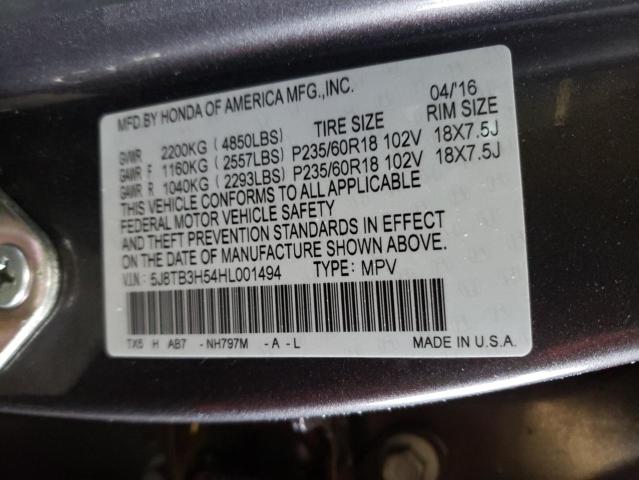 MFD.BY HONDA OF AMERICA MFG.,INC. 04/'16
TIRE SIZE RIM SIZE
GVWR 2200KG ( 4850LBS)
GAWR F 1160KG ( 2557LBS) P235/60R18 102V 18X7.5J
GAWR R 1040KG ( 2293LBS) P235/60R18 102V 18X7.5J
THIS VEHICLE CONFORMS TO ALL APPLICABLE
FEDERAL MOTOR VEHICLE SAFETY
AND THEFT PREVENTION STANDARDS IN EFFECT
ON THE DATE OF MANUFACTURE SHOWN ABOVE.
V.I.N.: 5J8TB3H54HL001494 TYPE: MPV
TX5 H AB7 - NH797M - A - L MADE IN U.S.A.